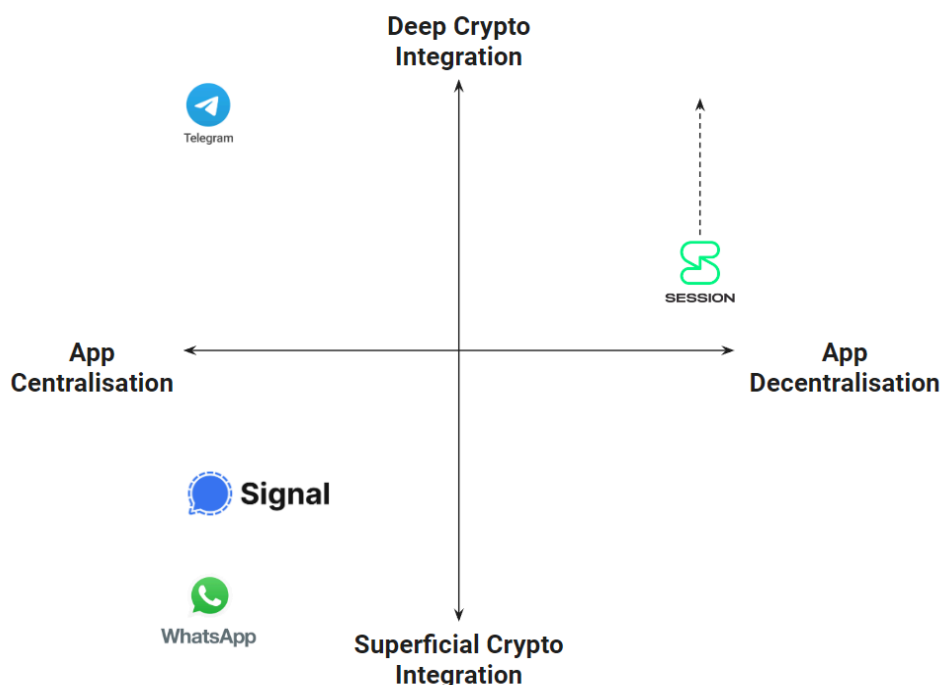 Deep Crypto
Integration
Telegram
SESSION
App
Centralisation
App
Decentralisation
Signal
WhatsApp
Superficial Crypto
Integration